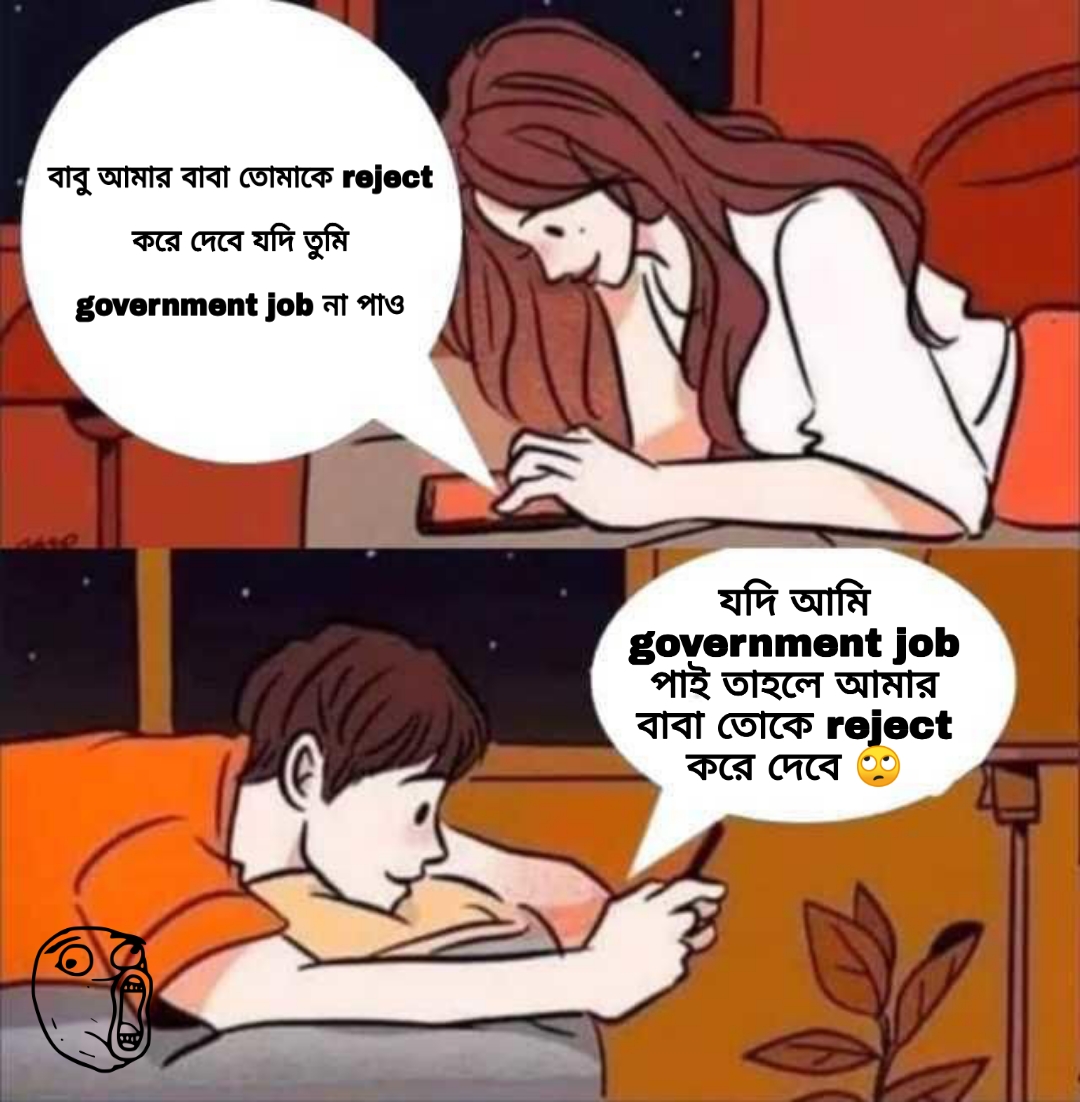 বাবু আমার বাবা তোমাকে reject
করে দেবে যদি তুমি
government job না পাও
যদি আমি
government job
পাই তাহলে আমার
বাবা তোকে reject
করে দেবে 🙄